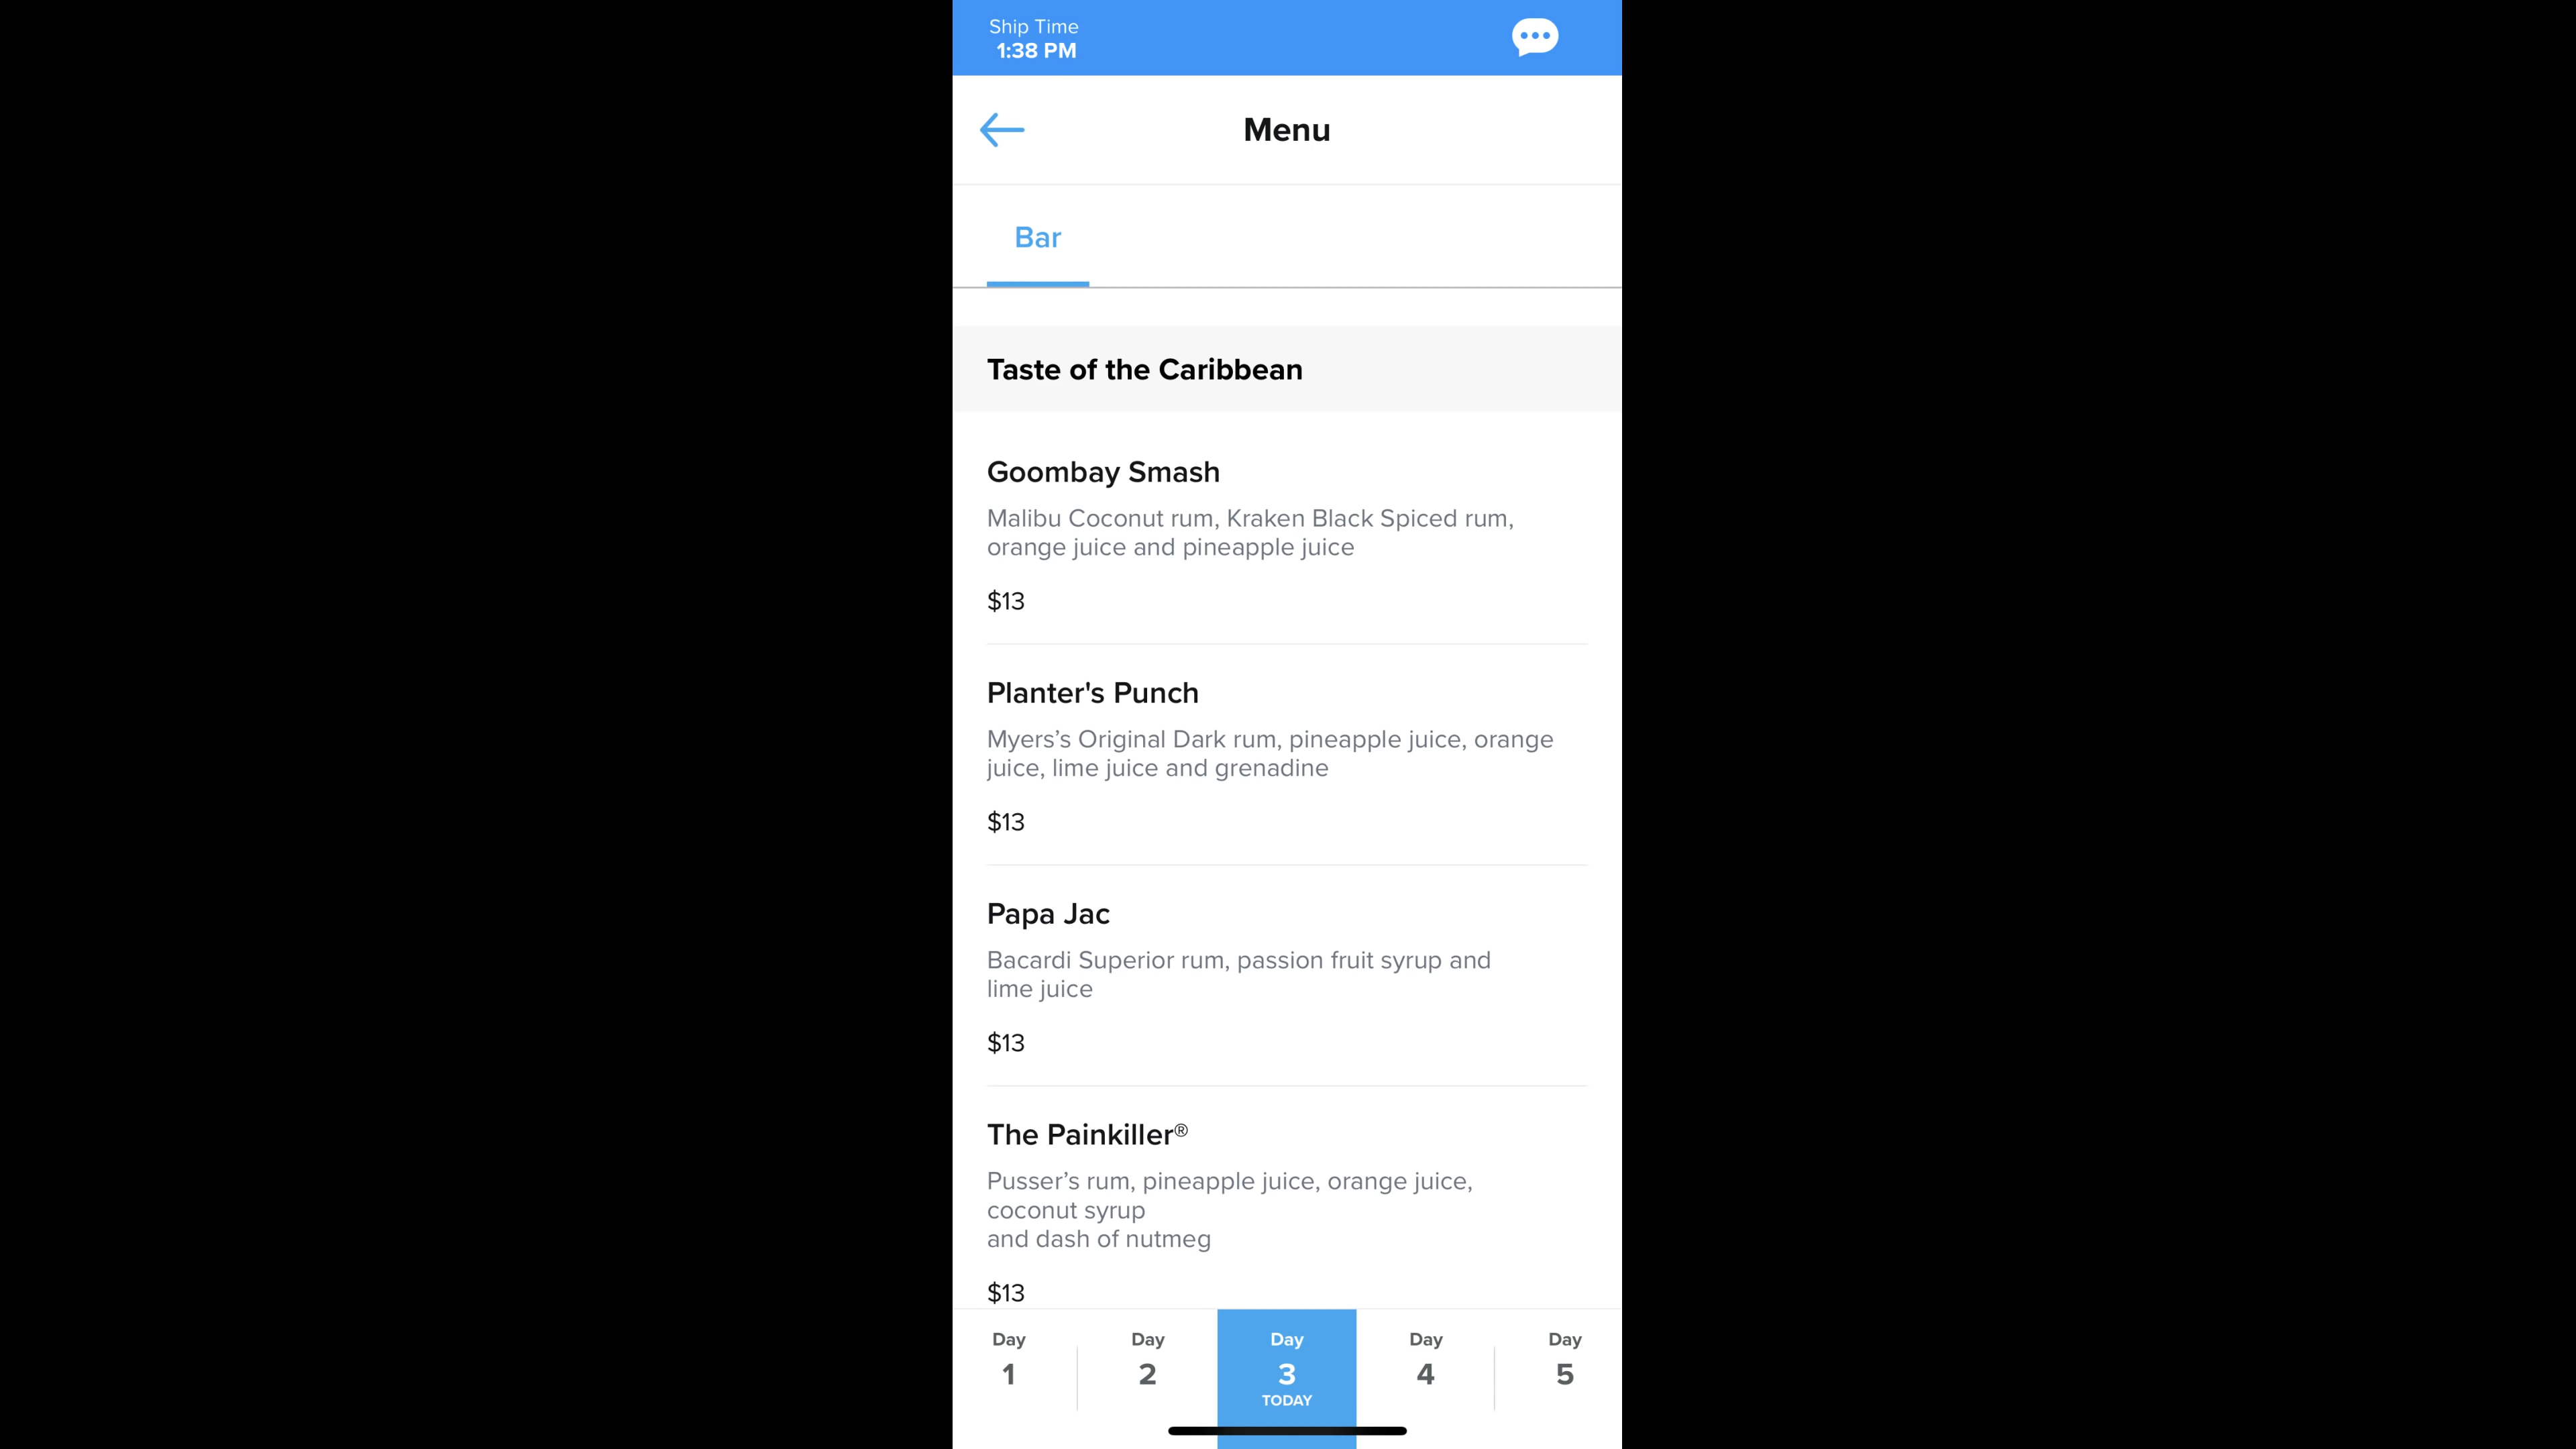 Ship Time
1:38 PM
Menu
Bar
Taste of the Caribbean
Goombay Smash
Malibu Coconut rum, Kraken Black Spiced rum,
orange juice and pineapple juice
$13
Planter's Punch
Myers’s Original Dark rum, pineapple juice, orange
juice, lime juice and grenadine
$13
Papa Jac
Bacardi Superior rum, passion fruit syrup and
lime juice
$13
The Painkiller®
Pusser’s rum, pineapple juice, orange juice,
coconut syrup
and dash of nutmeg
$13
Day Day Day Day Day
1 2 3 4 5
TODAY